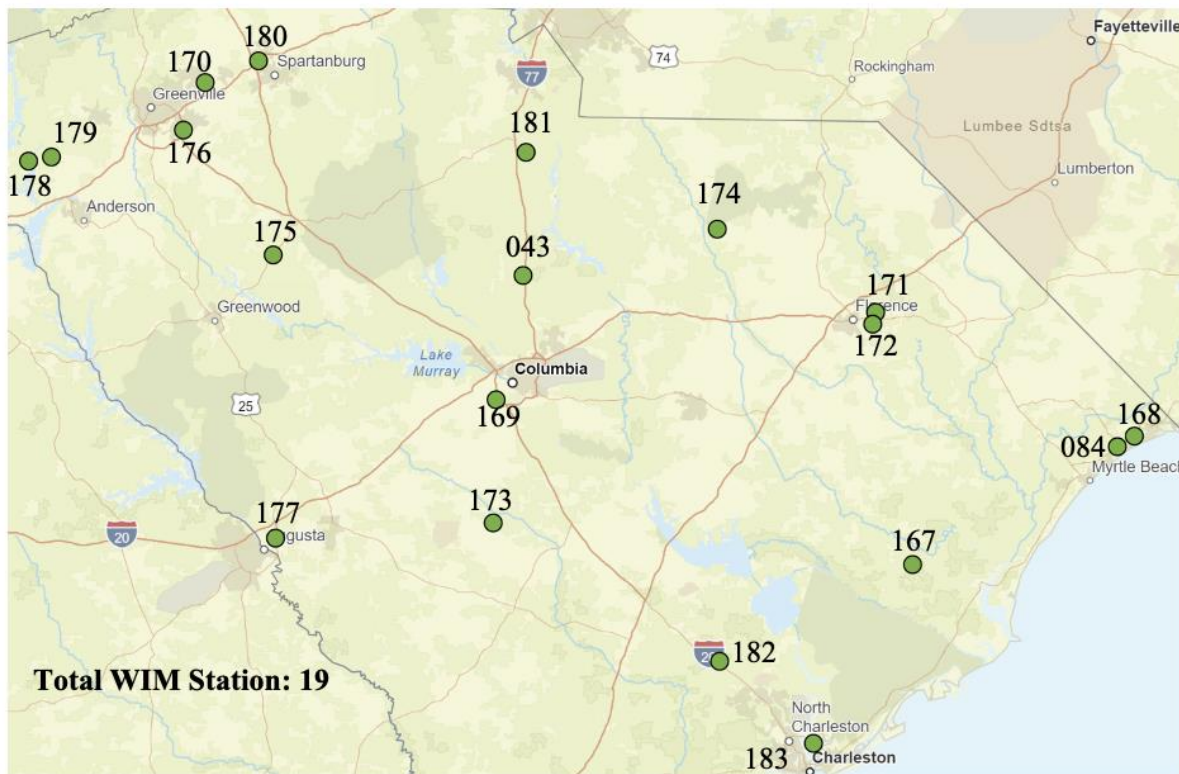 Fayetteville
180
170
Spartanburg
77
74
Rockingham
Greenville
181
Lumbee Sdtsa
179
176
178
Lumberton
174
Anderson
175
043
171
Greenwood
Florence
172
Lake
Murray
Columbia
25
169
168
084
Myrtle Beach
173
177
20
gusta
167
182
Total WIM Station: 19
North
Charleston
183
Charleston